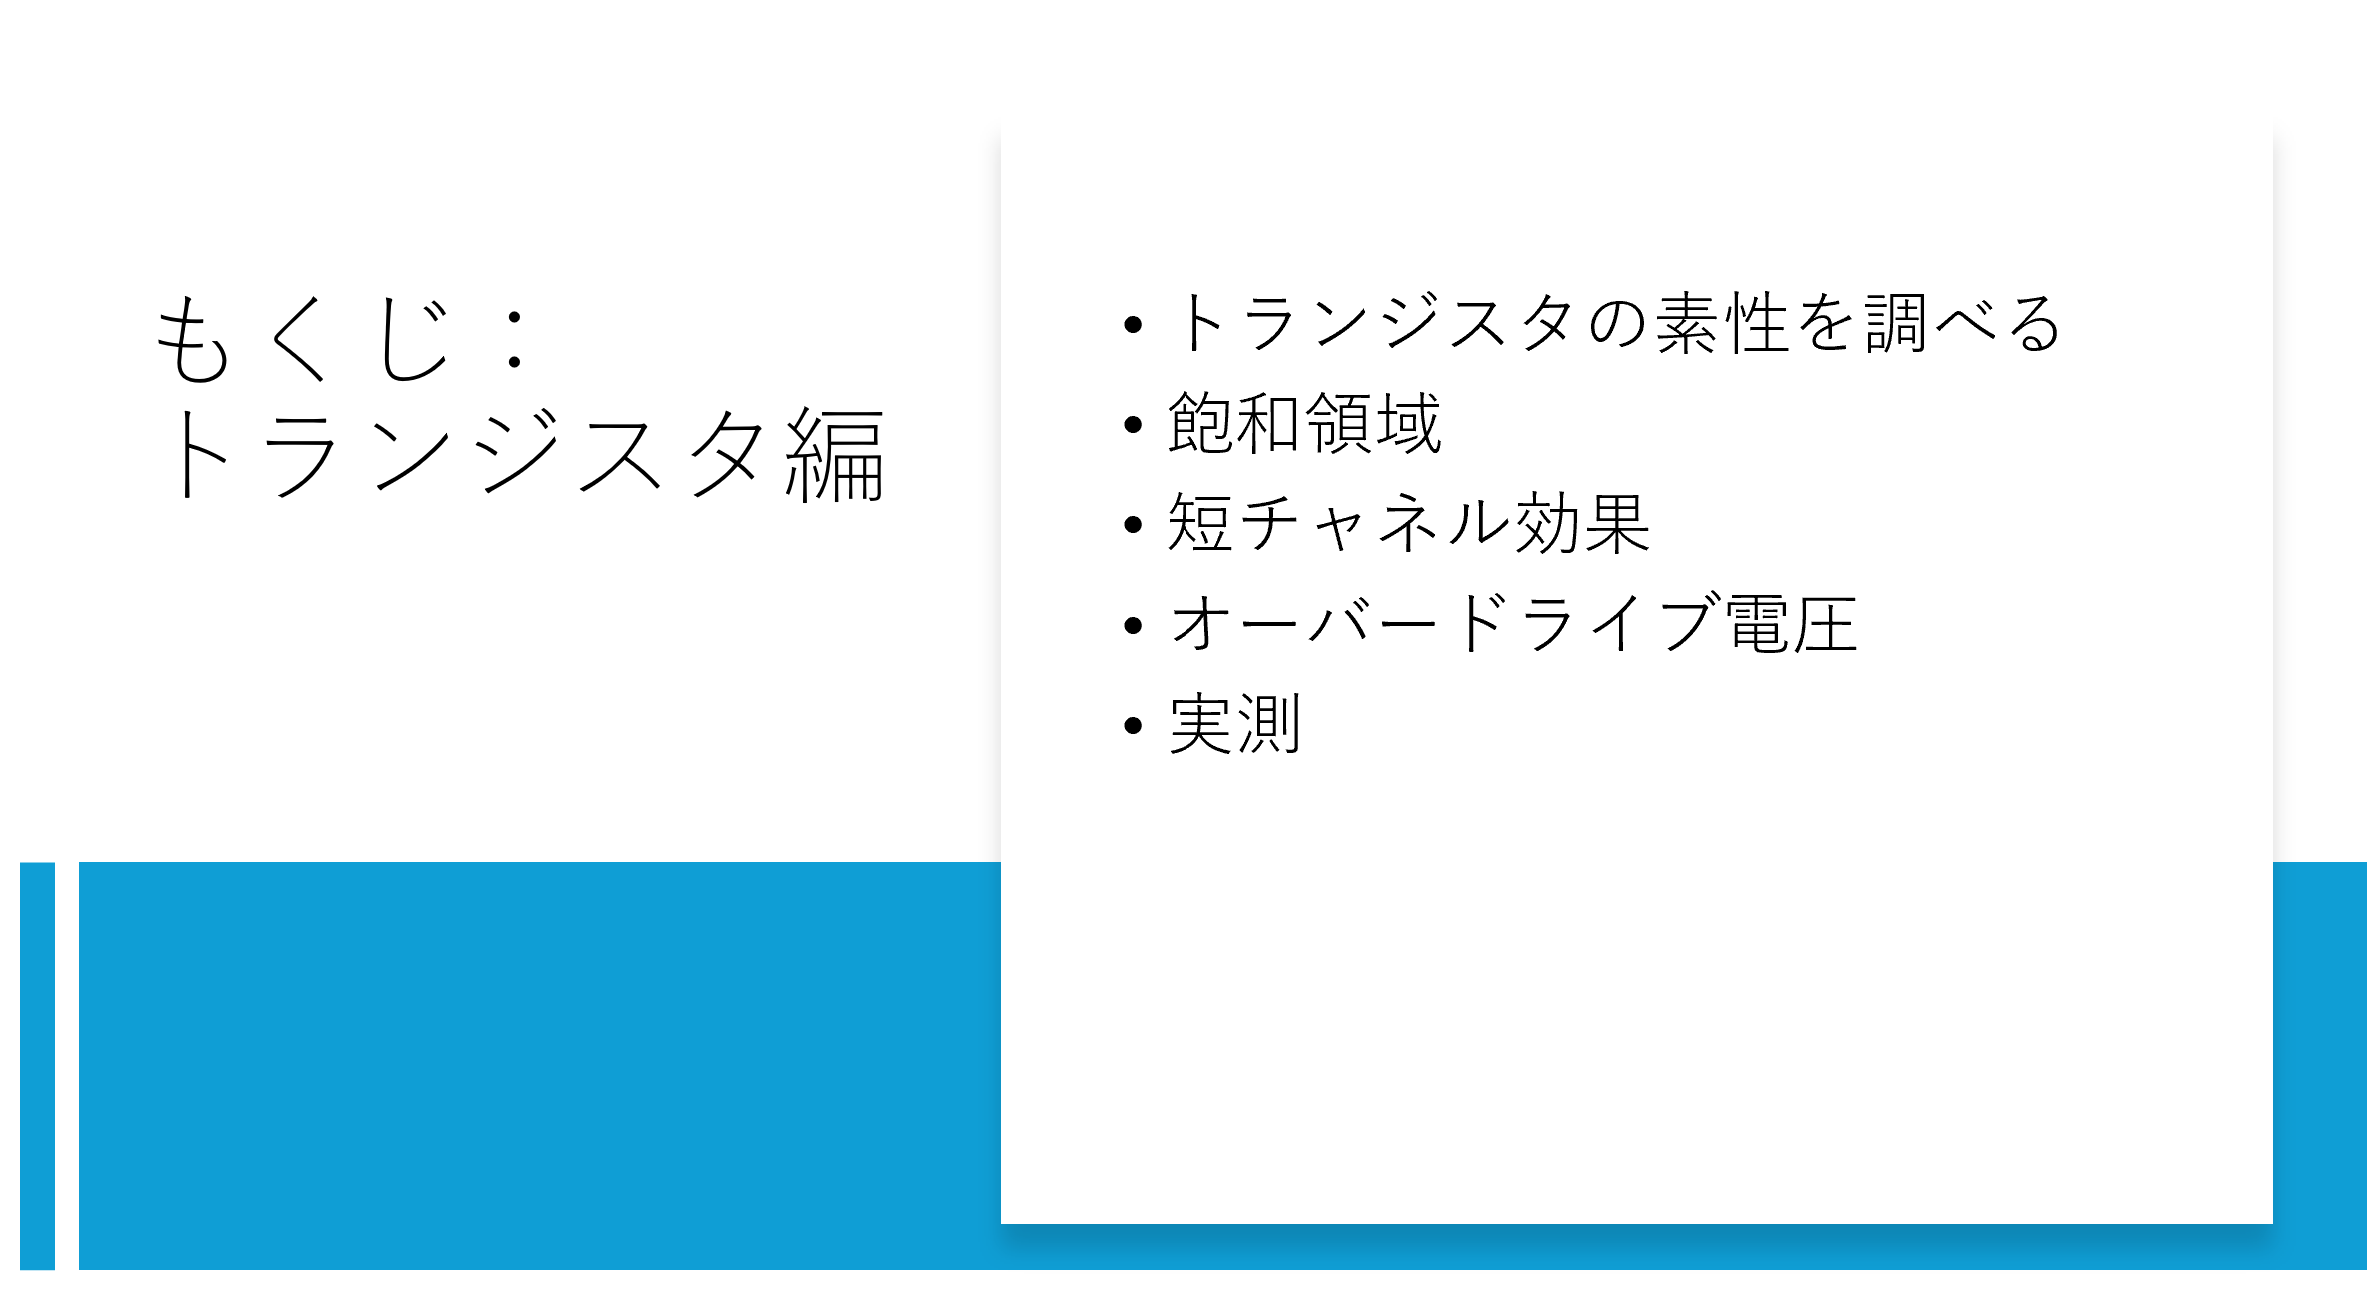 もくじ：
トランジスタ編
• トランジスタの素性を調べる
• 飽和領域
• 短チャネル効果
• オーバードライブ電圧
• 実測